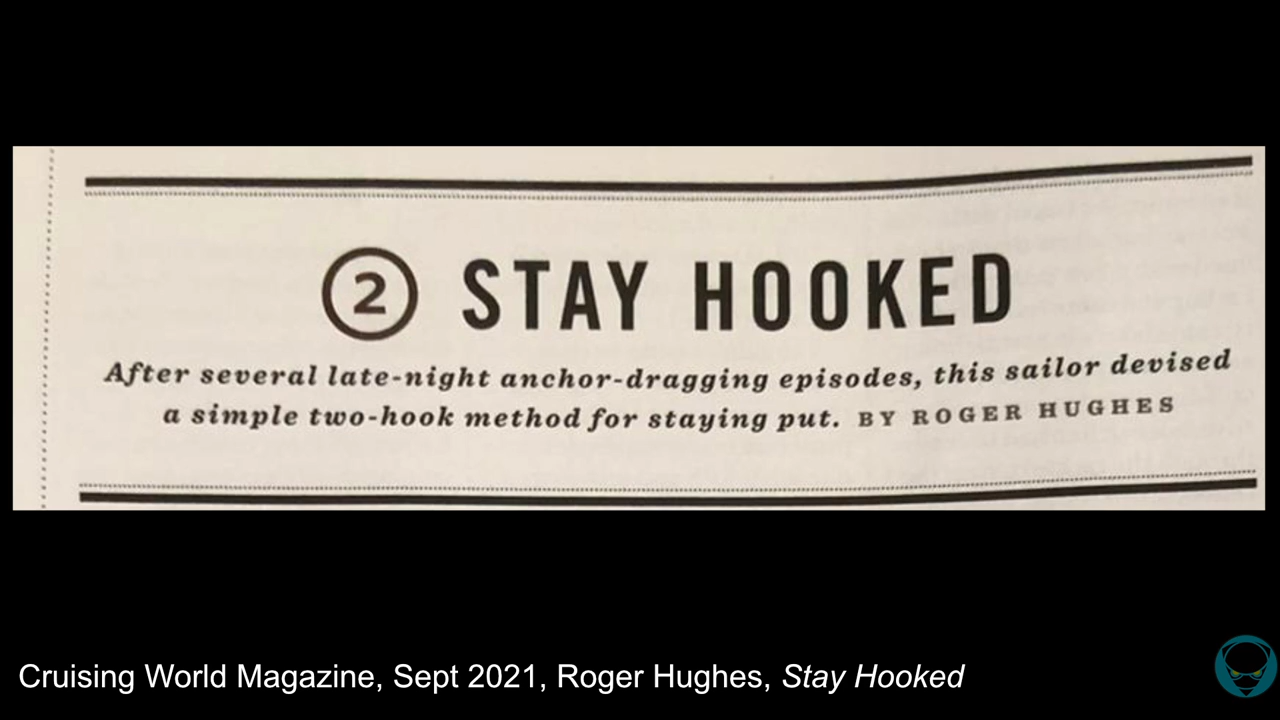 ② STAY HOOKED
After several late-night anchor-dragging episodes, this sailor devised
a simple two-hook method for staying put. BY ROGER HUGHES
Cruising World Magazine, Sept 2021, Roger Hughes, Stay Hooked